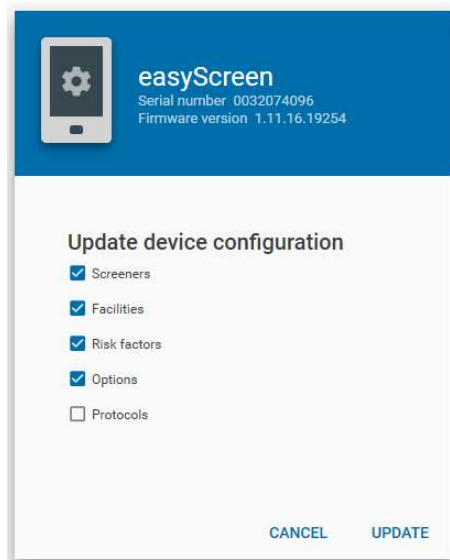 easyScreen
Serial number 0032074096
Firmware version 1.11.16.19254
Update device configuration
Screeners
Facilities
Risk factors
Options
Protocols
CANCEL UPDATE